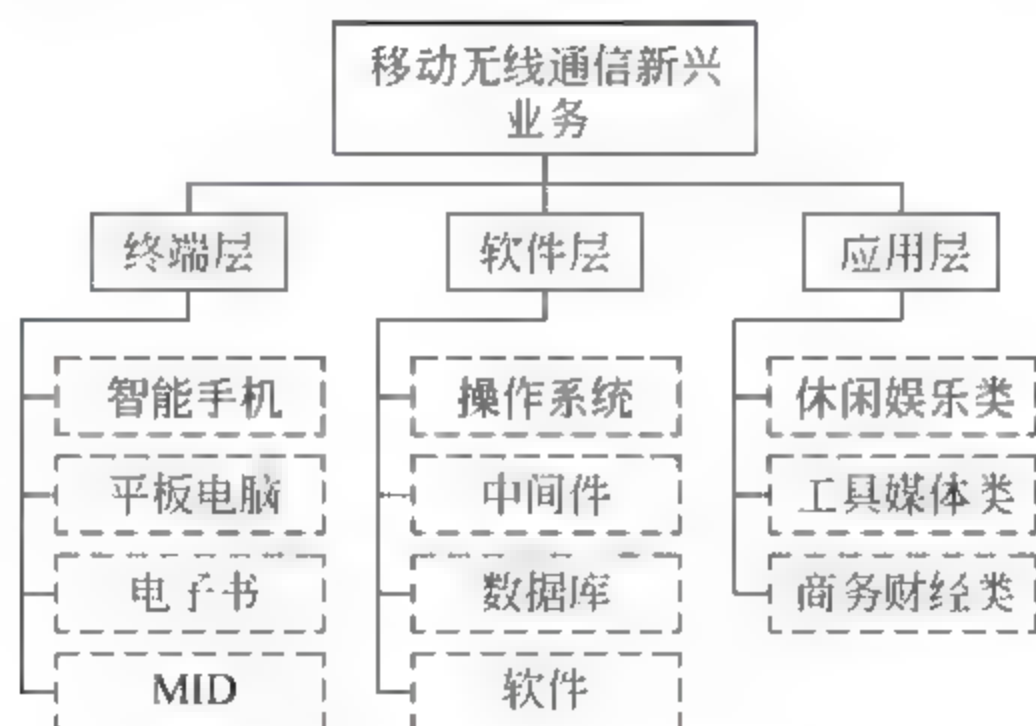 移动无线通信新兴
业务
终端层
软件层
应用层
智能手机
操作系统
休闲娱乐类
平板电脑
中间件
工具媒体类
电子书
数据库
商务财经类
MID
软件